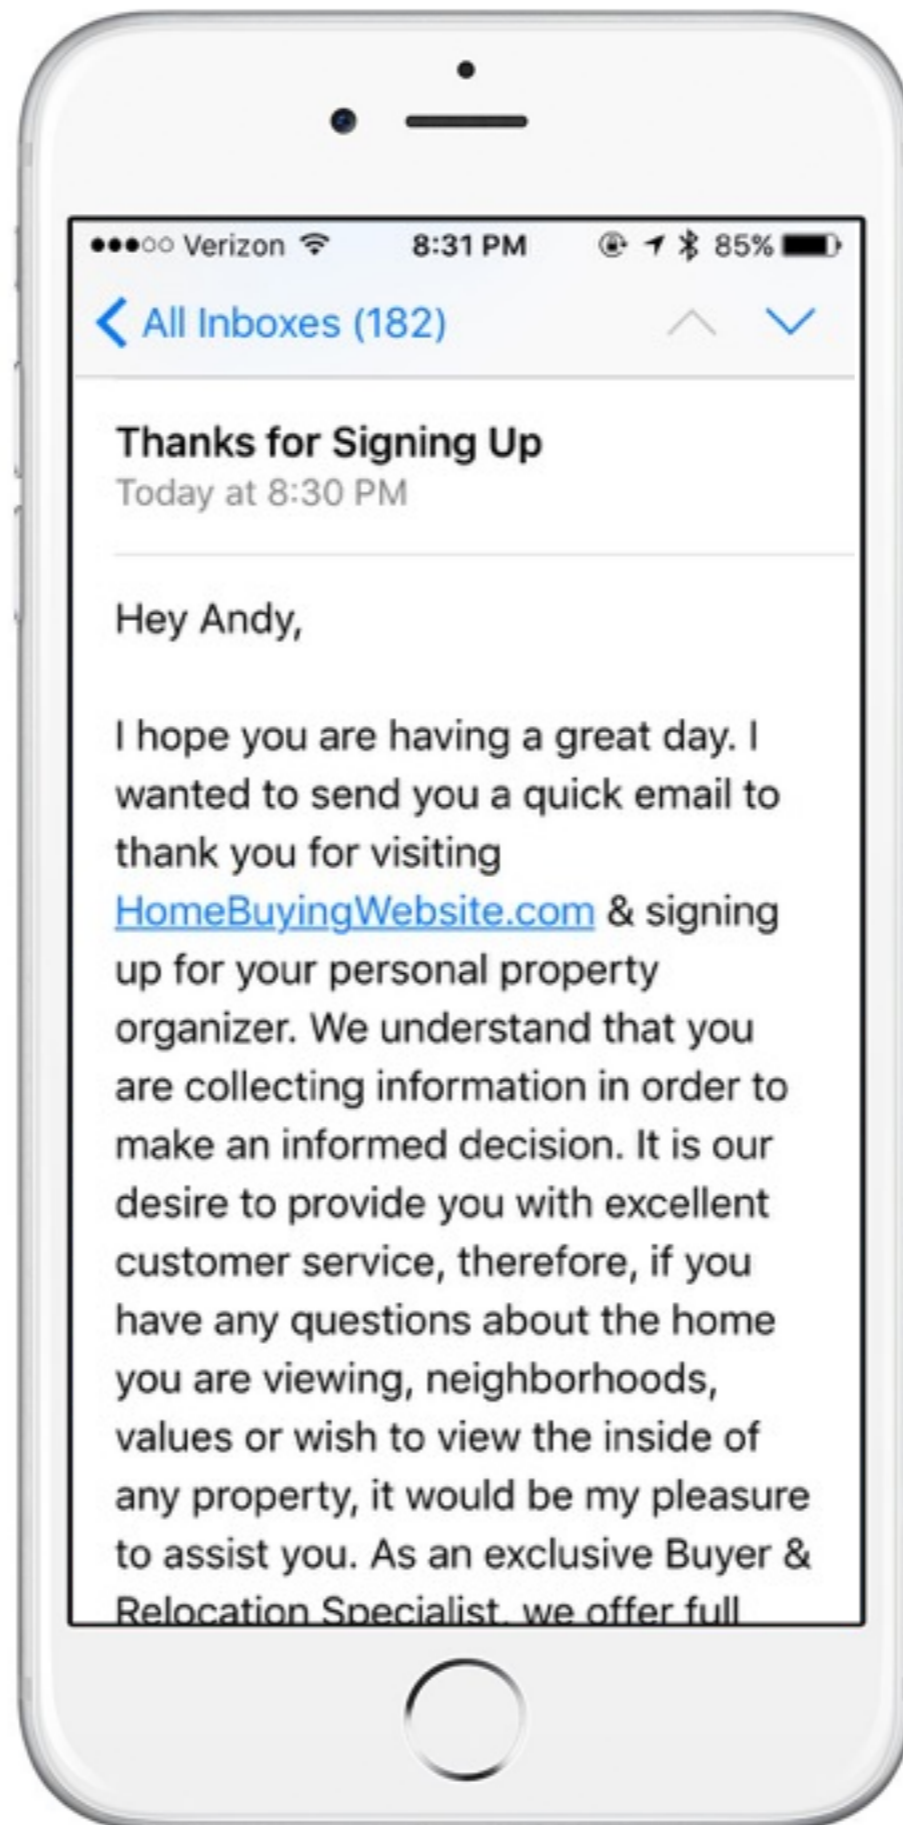 Verizon 8:31 PM 85%
All Inboxes (182)
Thanks for Signing Up
Today at 8:30 PM
Hey Andy,
I hope you are having a great day. I
wanted to send you a quick email to
thank you for visiting
HomeBuyingWebsite.com & signing
up for your personal property
organizer. We understand that you
are collecting information in order to
make an informed decision. It is our
desire to provide you with excellent
customer service, therefore, if you
have any questions about the home
you are viewing, neighborhoods,
values or wish to view the inside of
any property, it would be my pleasure
to assist you. As an exclusive Buyer &
Relocation Specialist, we offer full